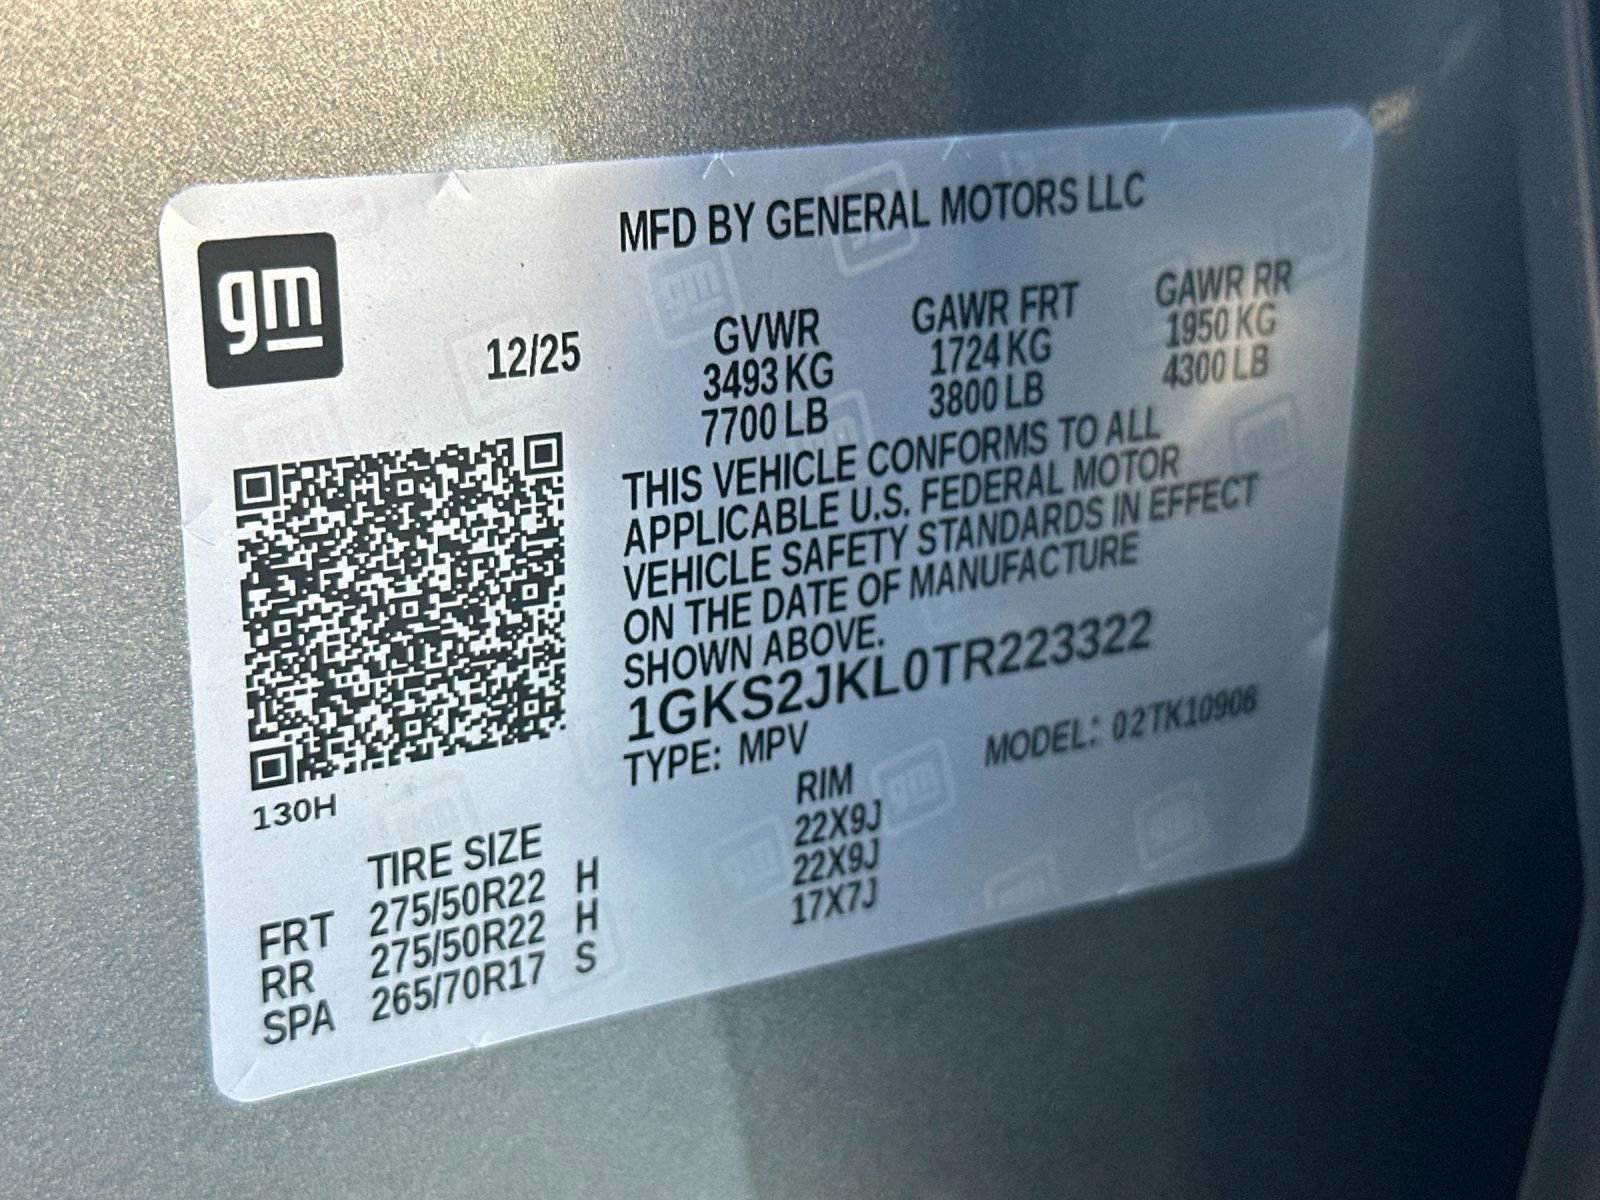 gm
MFD BY GENERAL MOTORS LLC
12/25
GVWR GAWR FRT GAWR RR
3493 KG 1724 KG 1950 KG
7700 LB 3800 LB 4300 LB
THIS VEHICLE CONFORMS TO ALL
APPLICABLE U.S. FEDERAL MOTOR
VEHICLE SAFETY STANDARDS IN EFFECT
ON THE DATE OF MANUFACTURE
SHOWN ABOVE.
1GKS2JKL0TR223322
TYPE: MPV MODEL: 02TK10906
130H
TIRE SIZE RIM
FRT 275/50R22 H 22X9J
RR 275/50R22 H 22X9J
SPA 265/70R17 S 17X7J